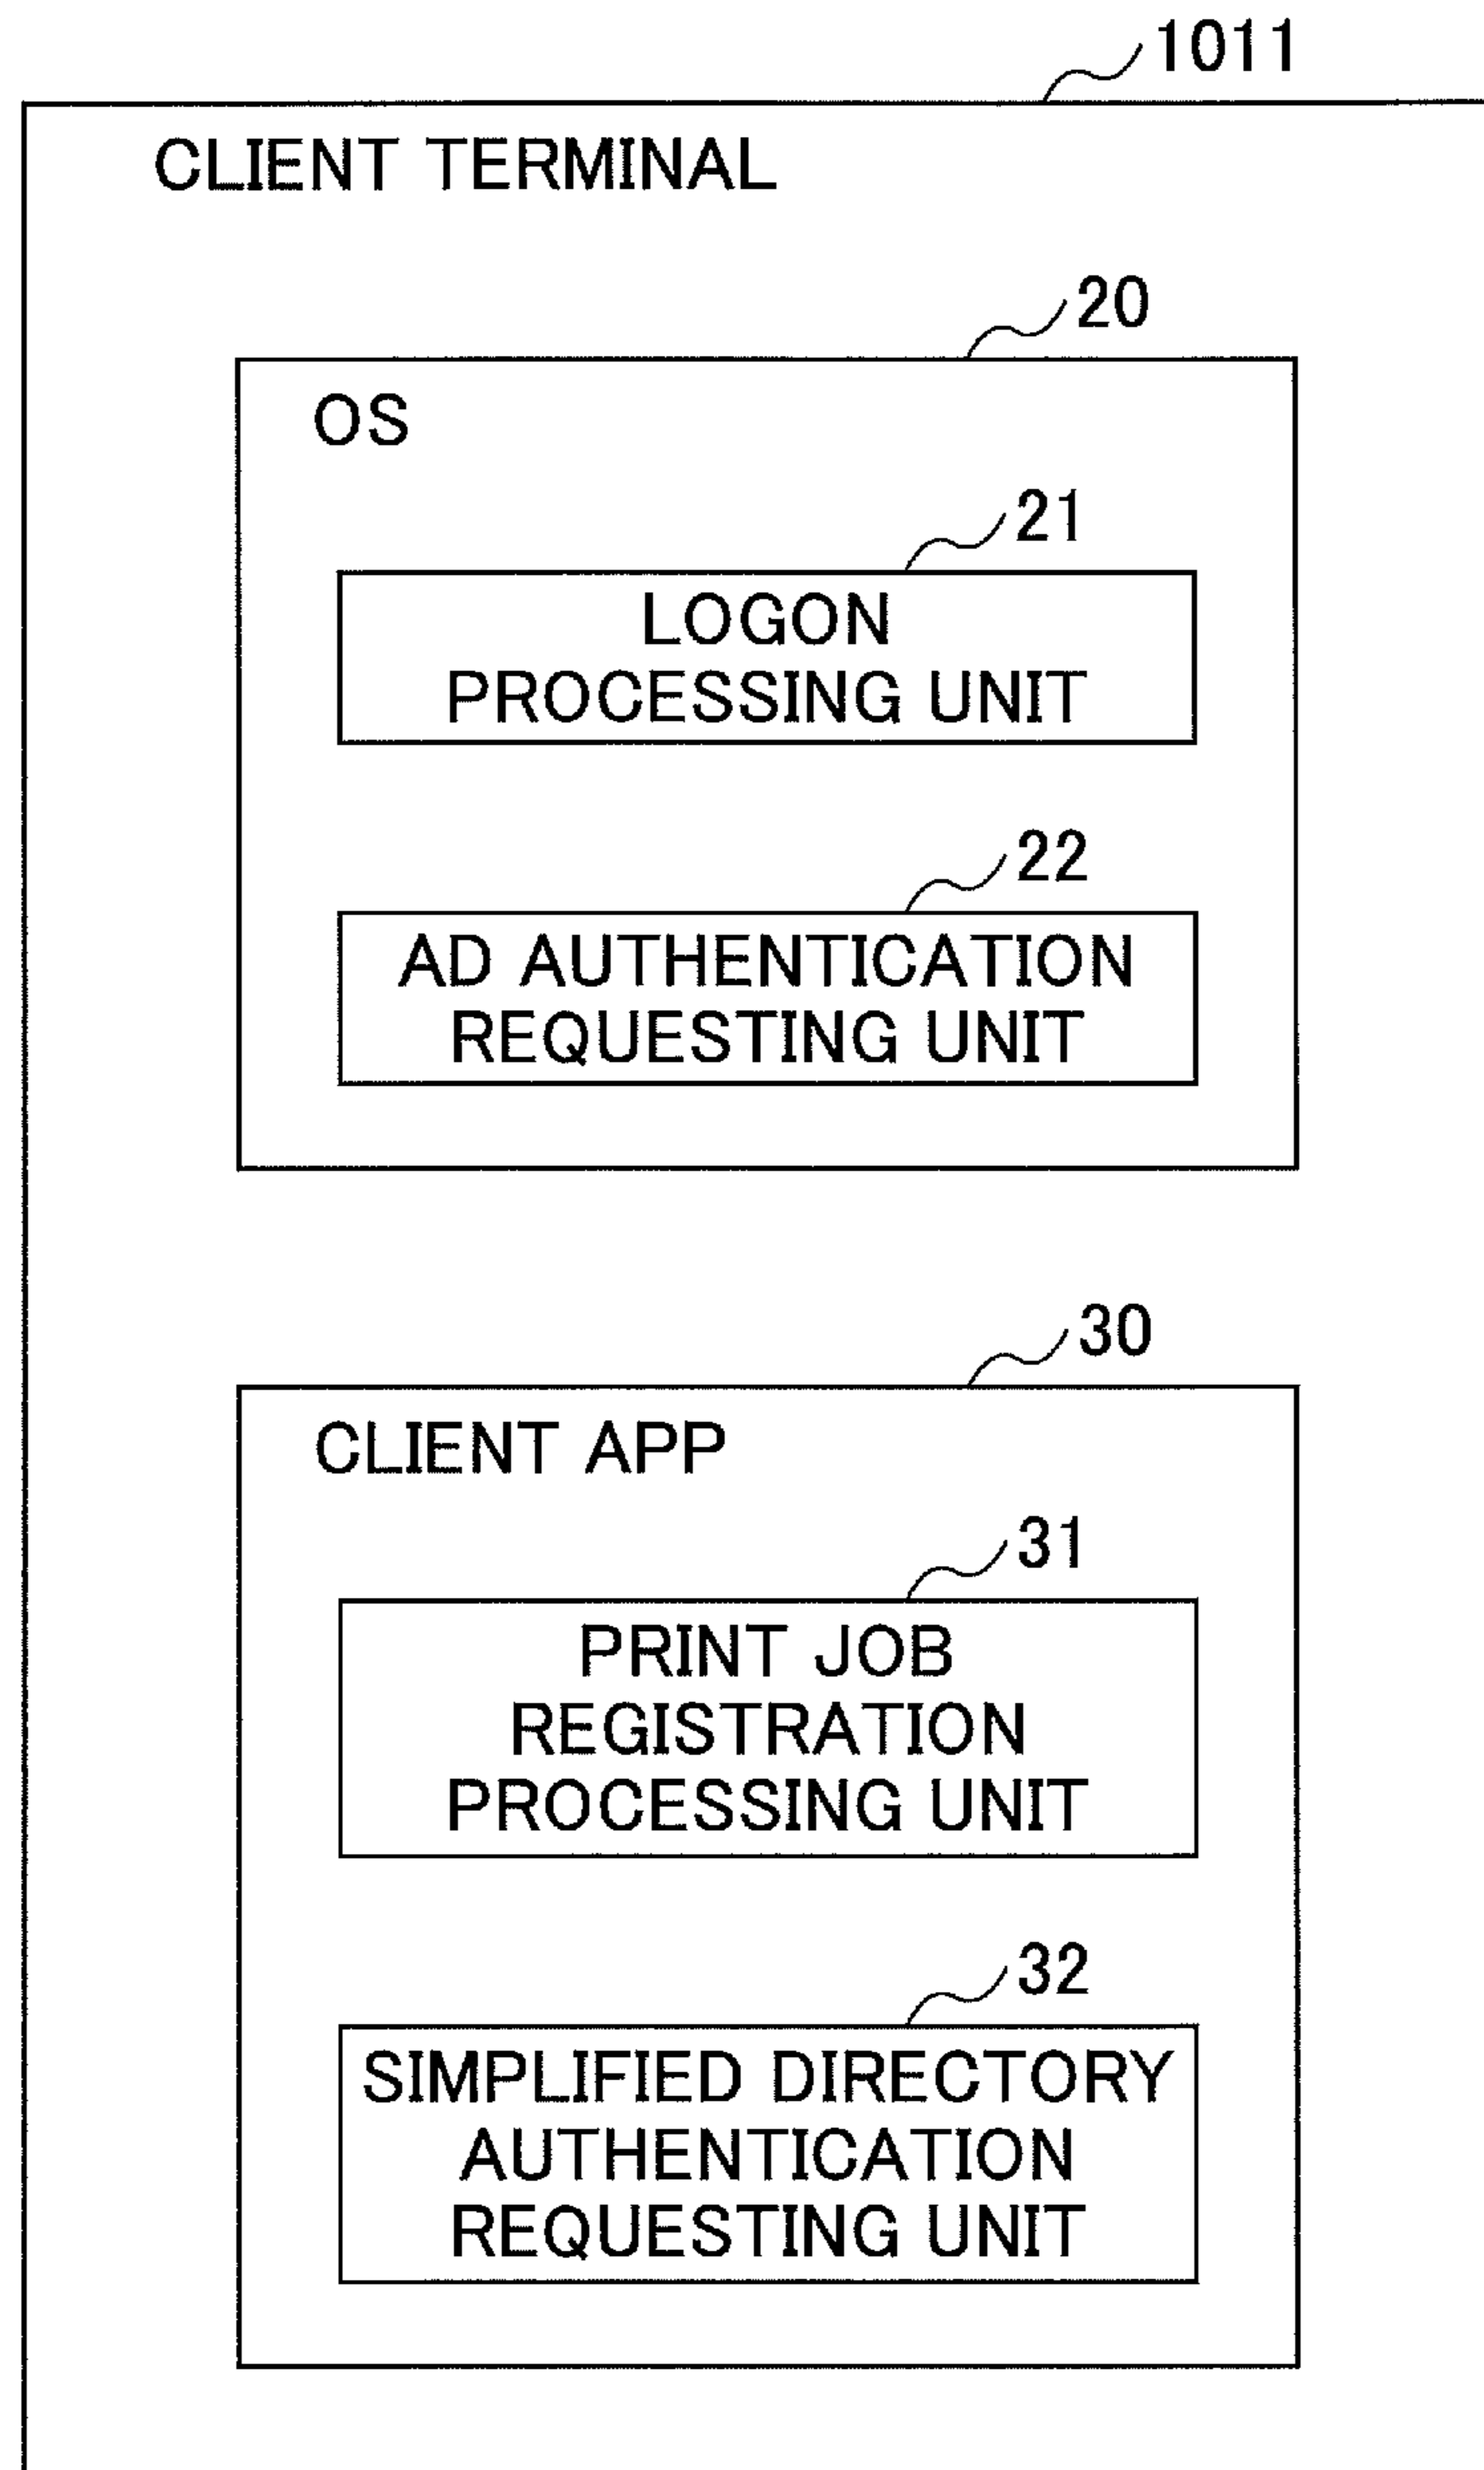 1011
CLIENT TERMINAL
20
OS
21
LOGON
PROCESSING UNIT
22
AD AUTHENTICATION
REQUESTING UNIT
30
CLIENT APP
31
PRINT JOB
REGISTRATION
PROCESSING UNIT
32
SIMPLIFIED DIRECTORY
AUTHENTICATION
REQUESTING UNIT